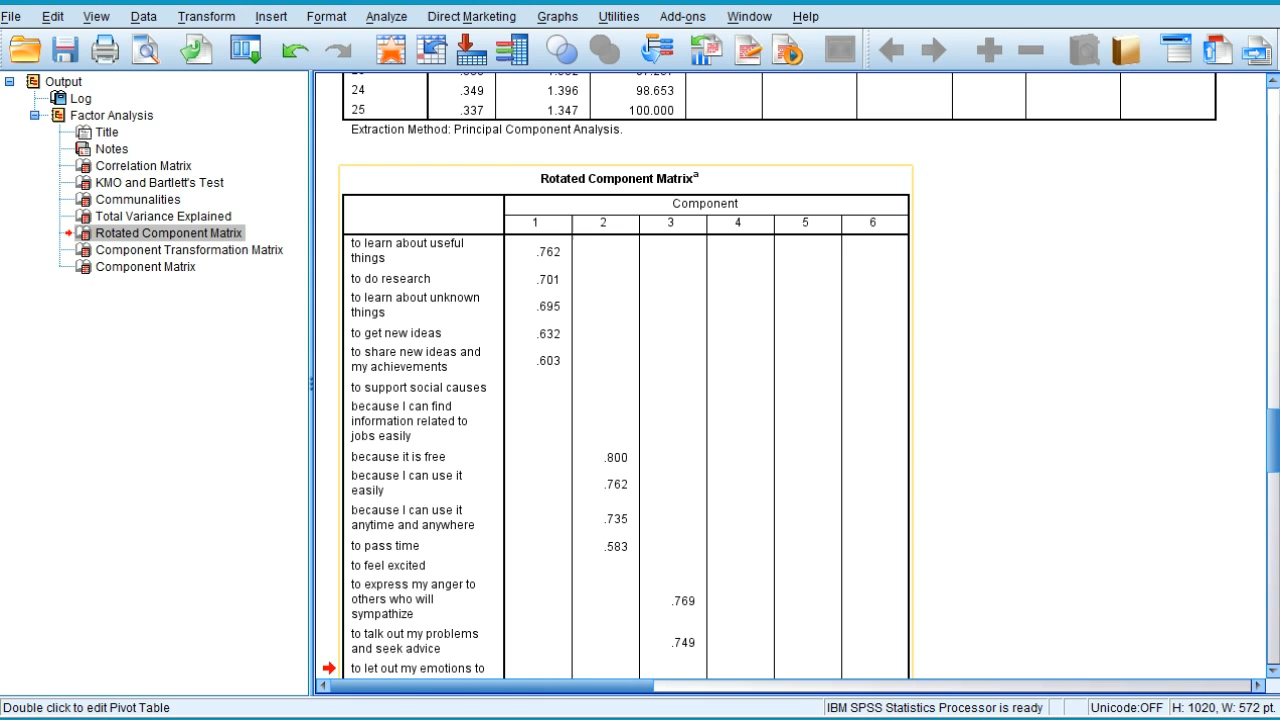 File Edit View Data Transform Insert Format Analyze Direct Marketing Graphs Utilities Add-ons Window Help
Output
Log
Factor Analysis
Title
Notes
Correlation Matrix
KMO and Bartlett's Test
Communalities
Total Variance Explained
Rotated Component Matrix
Component Transformation Matrix
Component Matrix
24 .349 1.396 98.653
25 .337 1.347 100.000
Extraction Method: Principal Component Analysis.
Rotated Component Matrixa
Component
1 2 3 4 5 6
to learn about useful
things .762
to do research .701
to learn about unknown
things .695
to get new ideas .632
to share new ideas and
my achievements .603
to support social causes
because I can find
information related to
jobs easily
because it is free .800
because I can use it
easily .762
because I can use it
anytime and anywhere .735
to pass time .583
to feel excited
to express my anger to
others who will .769
sympathize
to talk out my problems
and seek advice .749
to let out my emotions to
Double click to edit Pivot Table IBM SPSS Statistics Processor is ready Unicode:OFF H: 1020, W: 572 pt.